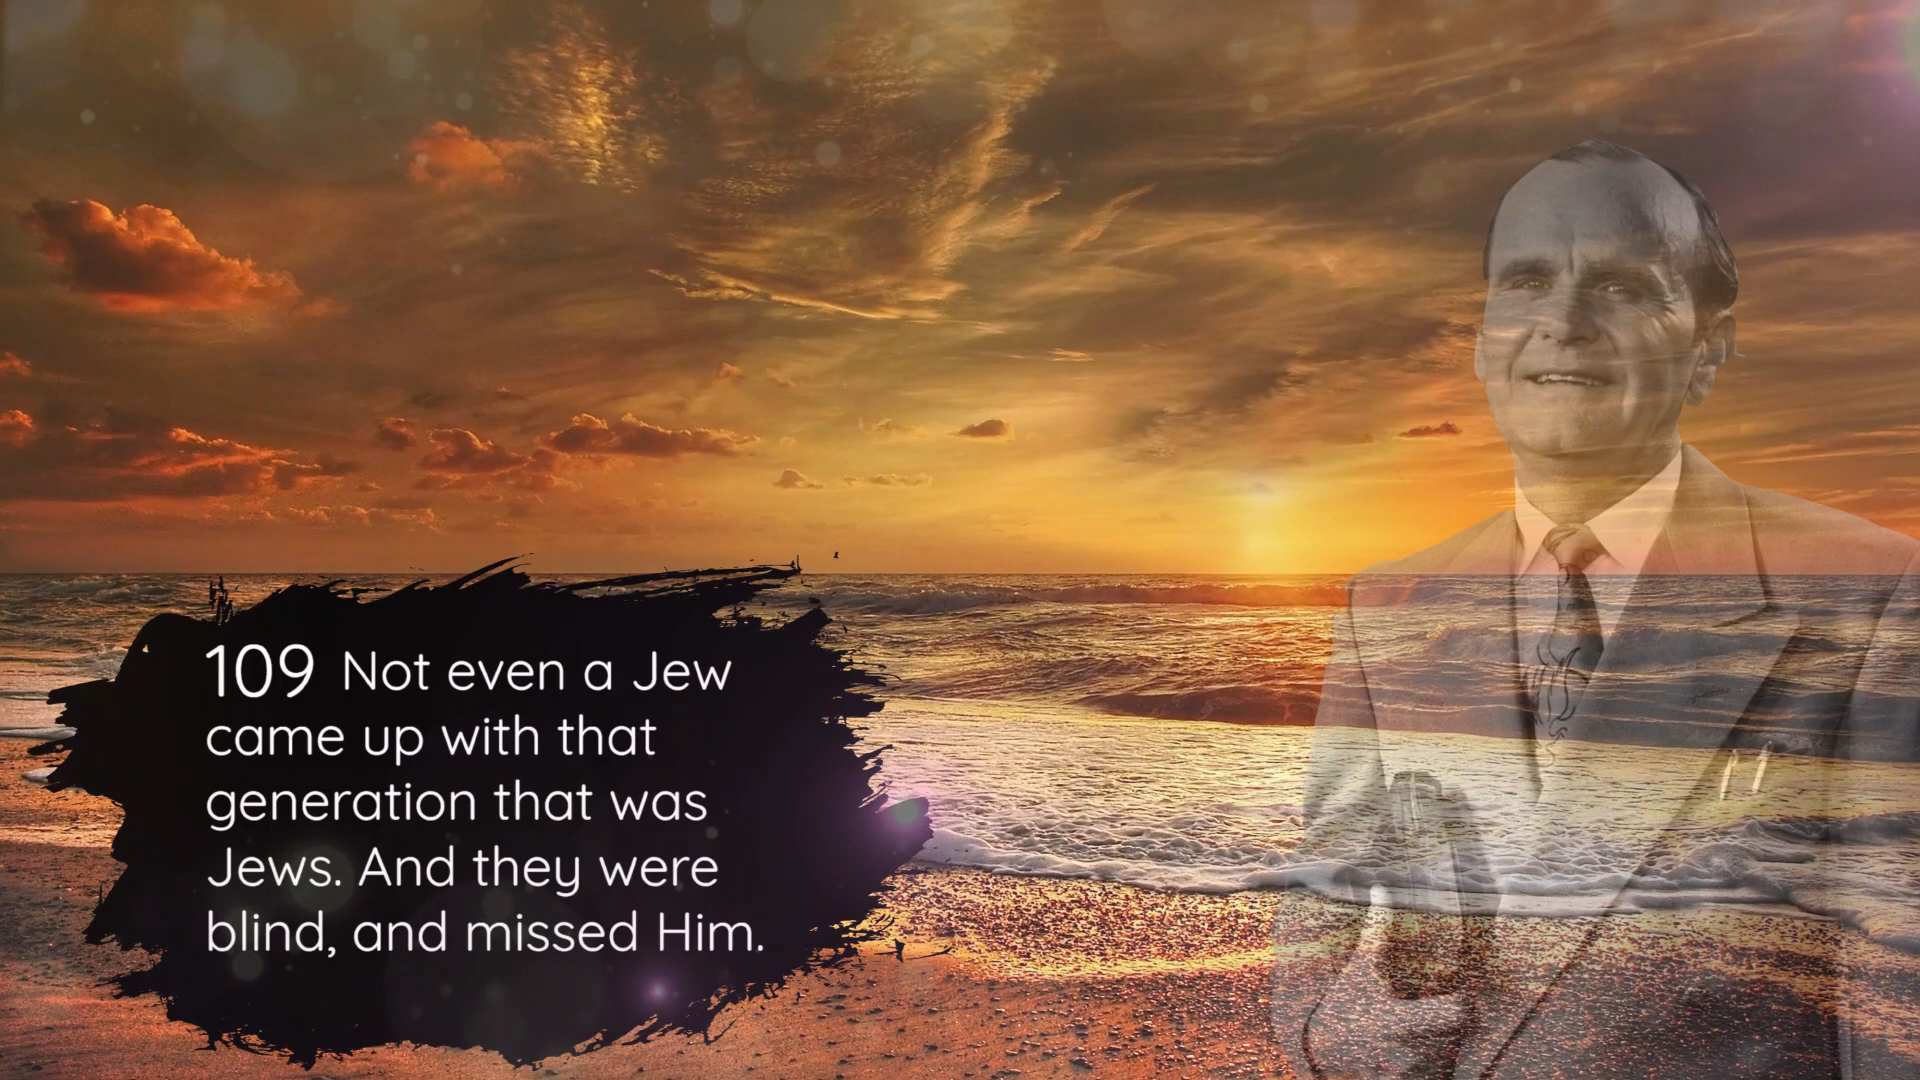 109 Not even a Jew
came up with that
generation that was
Jews. And they were
blind, and missed Him.